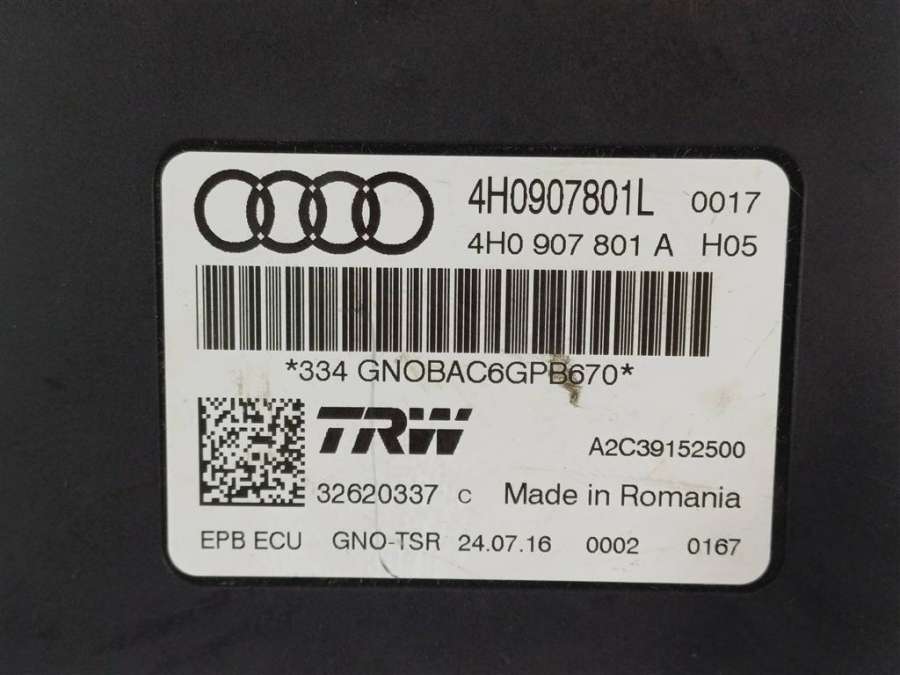 4H0907801L 0017
4H0 907 801 A H05
*334 GNOBAC6GPB670*
TRW A2C39152500
32620337 C Made in Romania
EPB ECU GNO-TSR 24.07.16 0002 0167